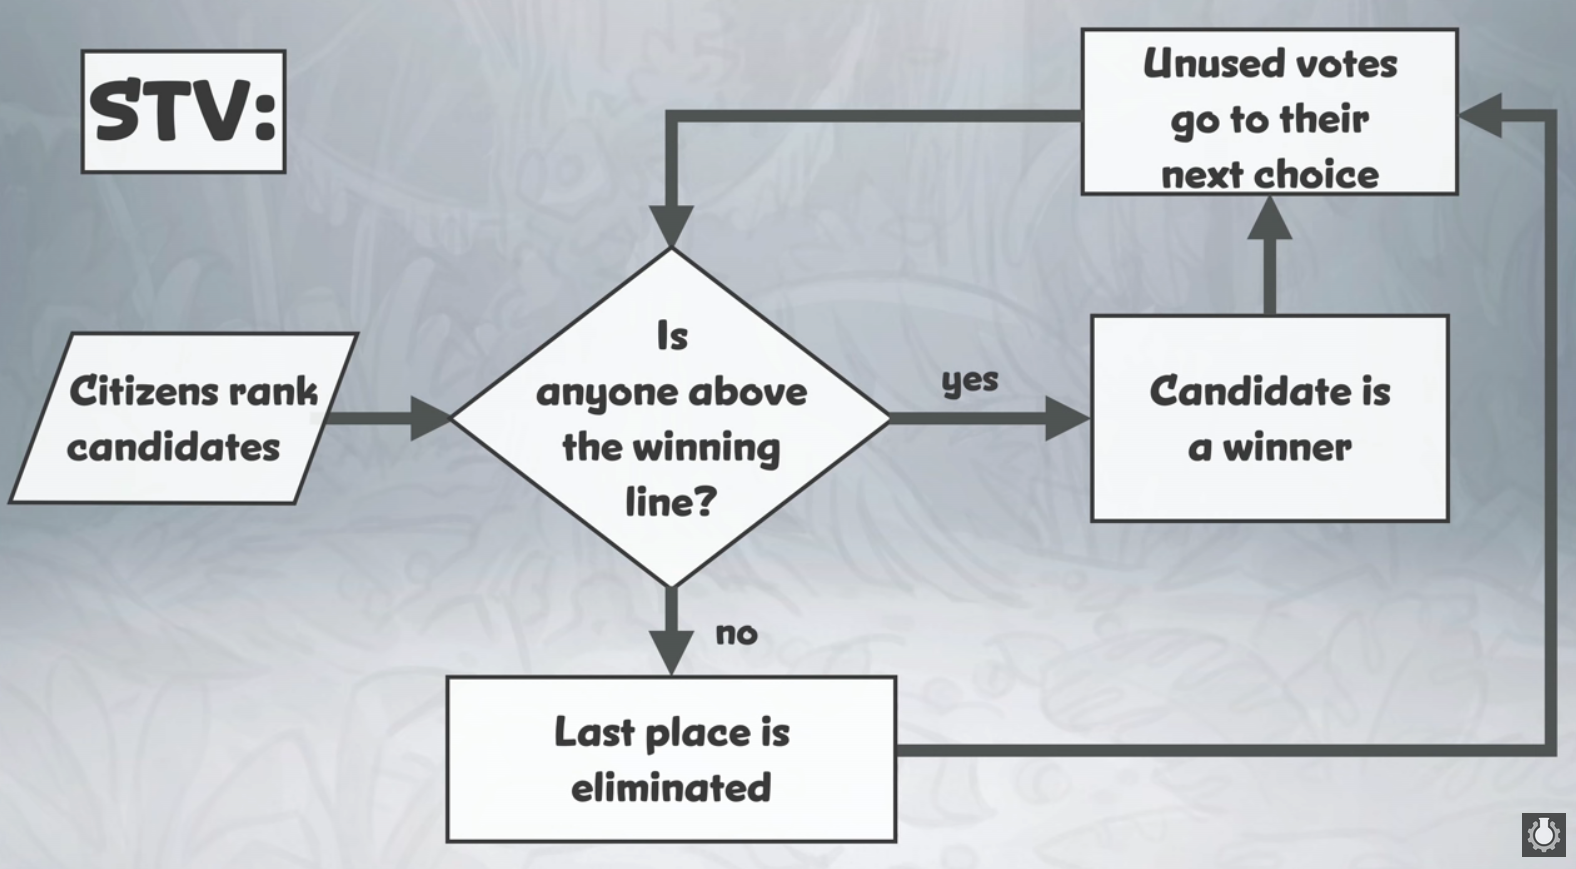 STV:
Unused votes
go to their
next choice
Is
anyone above
the winning
line?
yes
Citizens rank
candidates
Candidate is
a winner
no
Last place is
eliminated